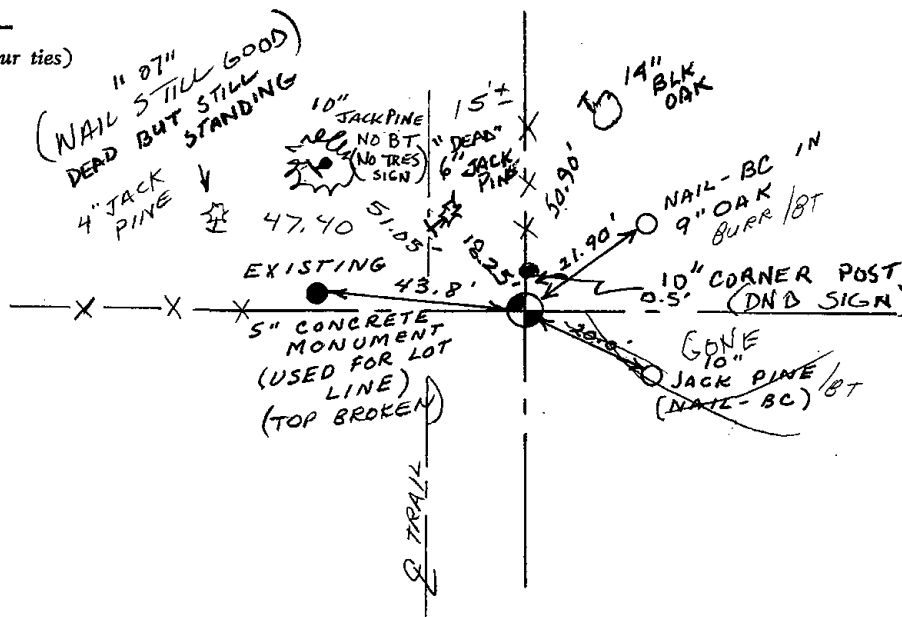 ur ties)
" 07"
(NAIL STILL GOOD)
DEAD BUT STILL
STANDING
4" JACK
PINE
47.40
10"
JACK PINE
NO BT
(NO TRES
SIGN)
15'±
"DEAD"
6" JACK
PINE
51.05'
18.25'
14"
BLK
OAK
50.90'
NAIL-BC IN
9" OAK
BURR /BT
21.90'
10" CORNER POST
0.5' (DNB SIGN)
EXISTING
43.8'
5" CONCRETE
MONUMENT
(USED FOR LOT
LINE)
(TOP BROKEN)
20.0'
GONE
10"
JACK PINE /BT
(NAIL-BC)
TRAIL